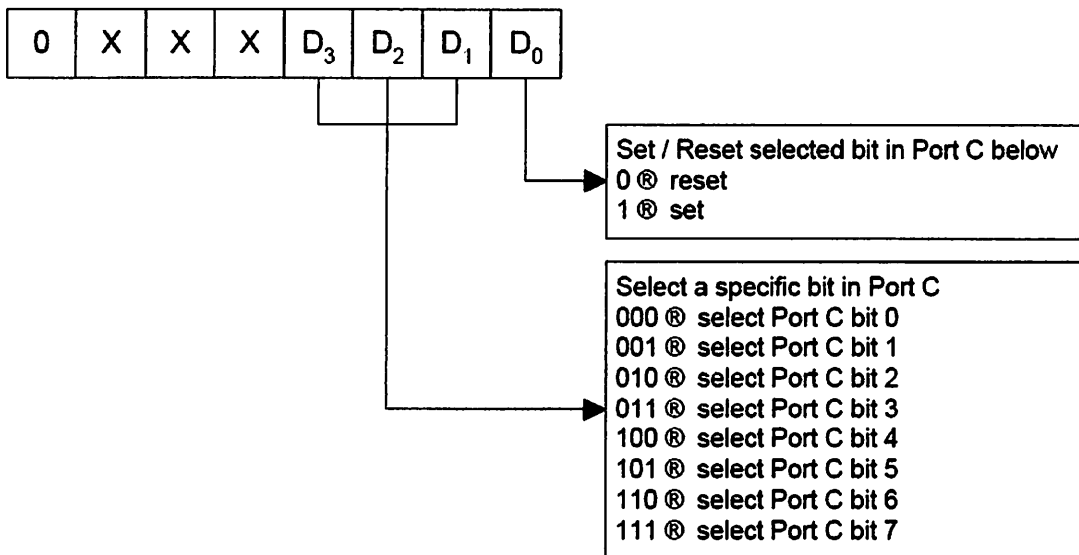 0 X X X D₃ D₂ D₁ D₀
Set / Reset selected bit in Port C below
0 ® reset
1 ® set
Select a specific bit in Port C
000 ® select Port C bit 0
001 ® select Port C bit 1
010 ® select Port C bit 2
011 ® select Port C bit 3
100 ® select Port C bit 4
101 ® select Port C bit 5
110 ® select Port C bit 6
111 ® select Port C bit 7